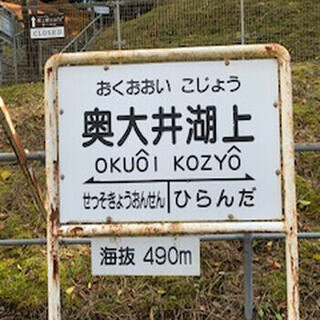 CLOSED
おくおおい こじょう
奥大井湖上
OKUÔI KOZYÔ
せっそきょうおんせん ひらんだ
海抜 490m